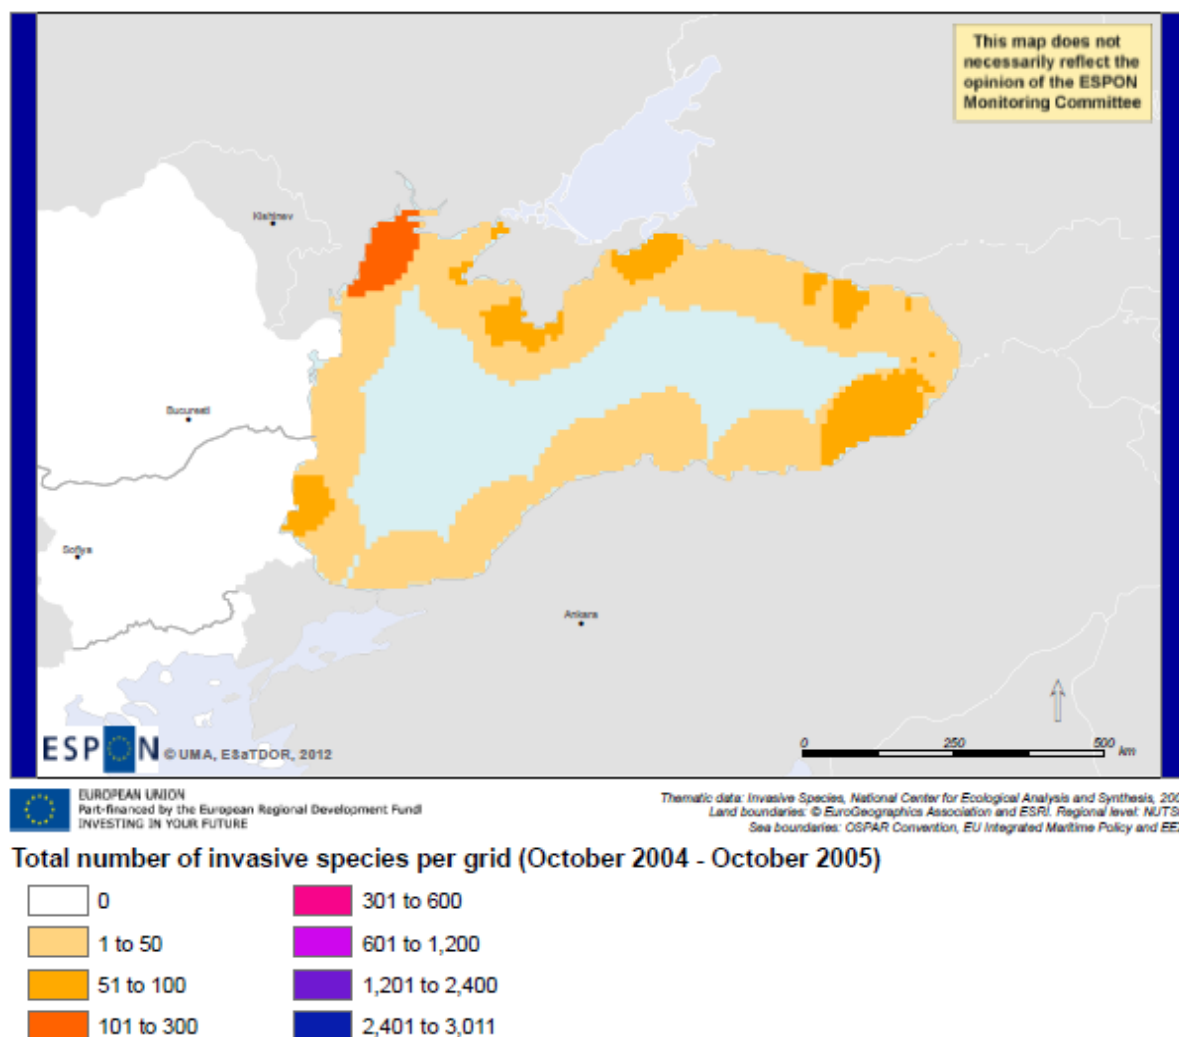 This map does not
necessarily reflect the
opinion of the ESPON
Monitoring Committee
Kishinev
Bucuresti
Sofiya
Ankara
0 250 500
km
ESPON © UMA, ESaTDOR, 2012
EUROPEAN UNION
Part-financed by the European Regional Development Fund
INVESTING IN YOUR FUTURE
Thematic data: Invasive Species, National Center for Ecological Analysis and Synthesis,
Land boundaries: © EuroGeographics Association and ESRI. Regional level:
Sea boundaries: OSPAR Convention, EU Integrated Maritime Policy and
Total number of invasive species per grid (October 2004 - October 2005)
0
1 to 50
51 to 100
101 to 300
301 to 600
601 to 1,200
1,201 to 2,400
2,401 to 3,011